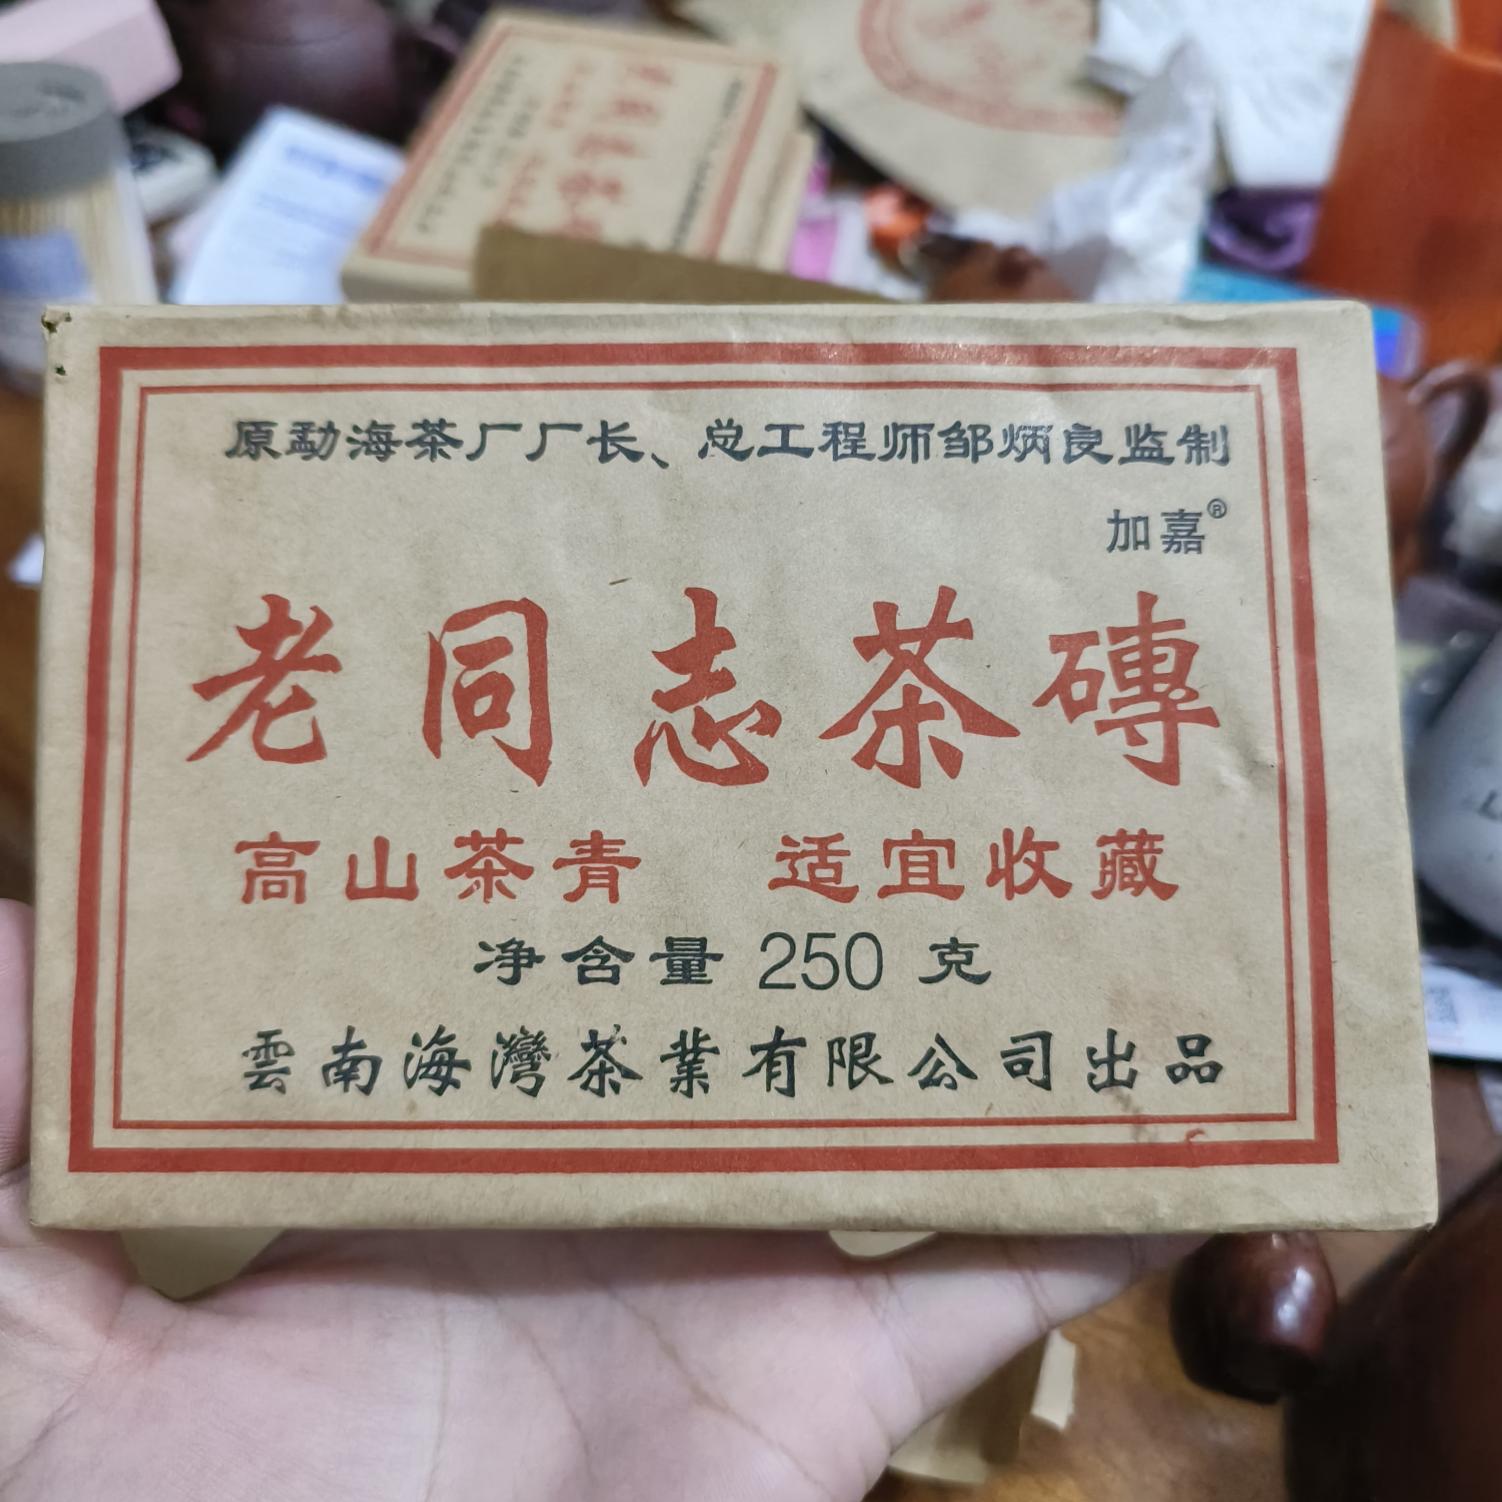 原勐海茶厂厂长、总工程师邹炳良监制
加嘉®
老同志茶磚
高山茶青 适宜收藏
净含量 250 克
雲南海灣茶業有限公司出品